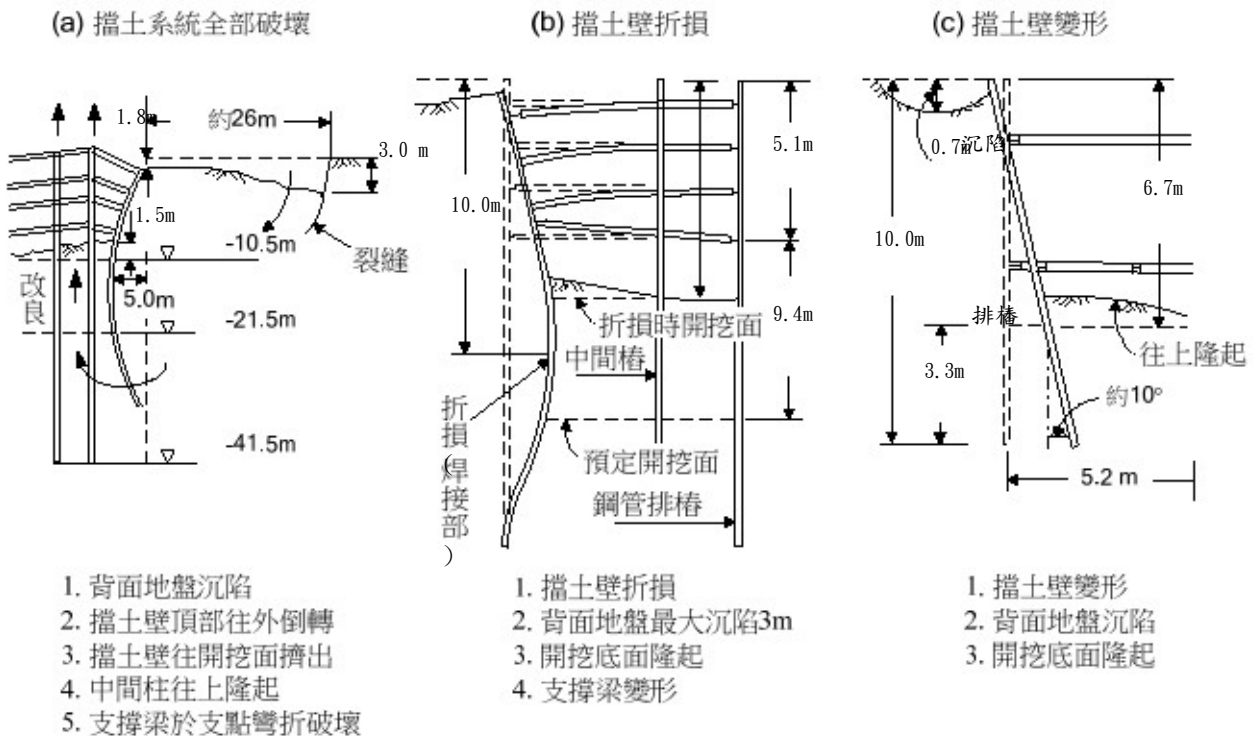 (a) 擋土系統全部破壞
1.8m
約26m
3.0 m
1.5m
-10.5m
裂縫
改良
5.0m
-21.5m
-41.5m
1. 背面地盤沉陷
2. 擋土壁頂部往外倒轉
3. 擋土壁往開挖面擠出
4. 中間柱往上隆起
5. 支撐梁於支點彎折破壞
(b) 擋土壁折損
10.0m
5.1m
9.4m
折損時開挖面
中間樁
折損(焊接部)
預定開挖面
鋼管排樁
1. 擋土壁折損
2. 背面地盤最大沉陷3m
3. 開挖底面隆起
4. 支撐梁變形
(c) 擋土壁變形
0.7m
沉陷
6.7m
10.0m
排樁
往上隆起
3.3m
約10°
5.2 m
1. 擋土壁變形
2. 背面地盤沉陷
3. 開挖底面隆起